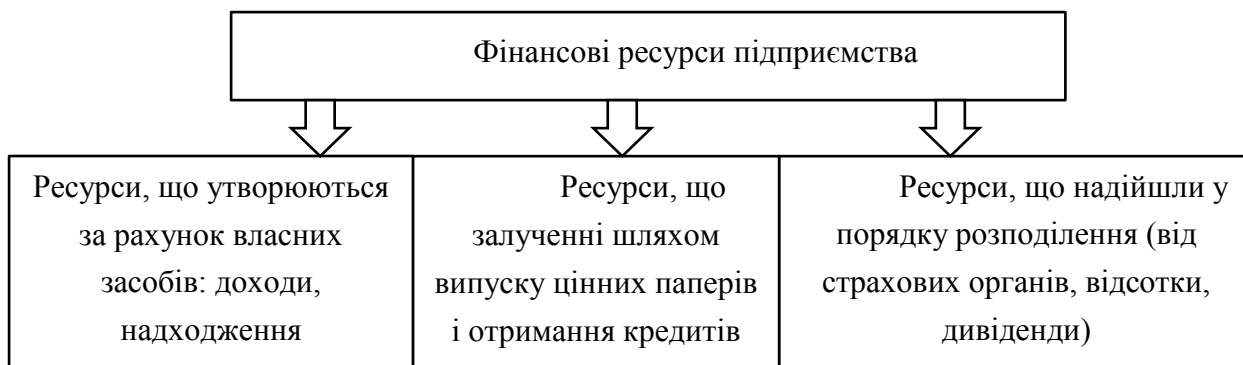 Фінансові ресурси підприємства
Ресурси, що утворюються
за рахунок власних
засобів: доходи,
надходження
Ресурси, що
залученні шляхом
випуску цінних паперів
і отримання кредитів
Ресурси, що надійшли у
порядку розподілення (від
страхових органів, відсотки,
дивіденди)